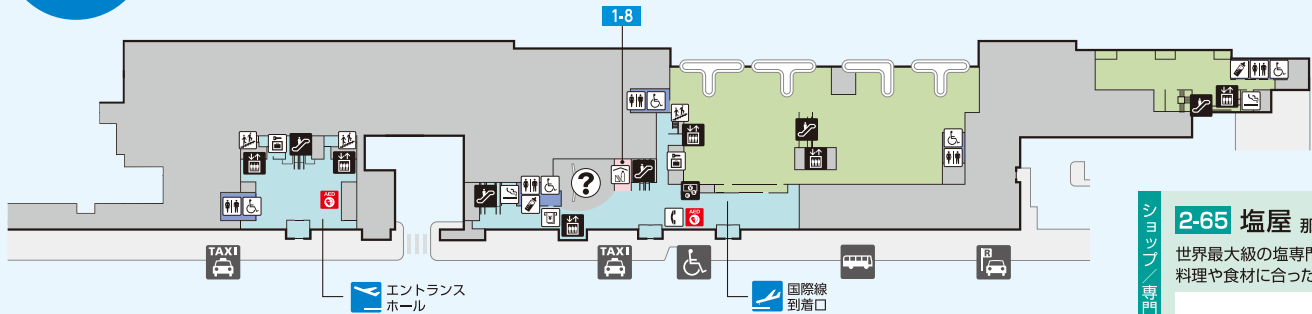 1-8
?
AED
AED
TAXI
TAXI
R
エントランス
ホール
国際線
到着口
ショップ／専門
2-65 塩屋 那
世界最大級の塩専門
料理や食材に合った